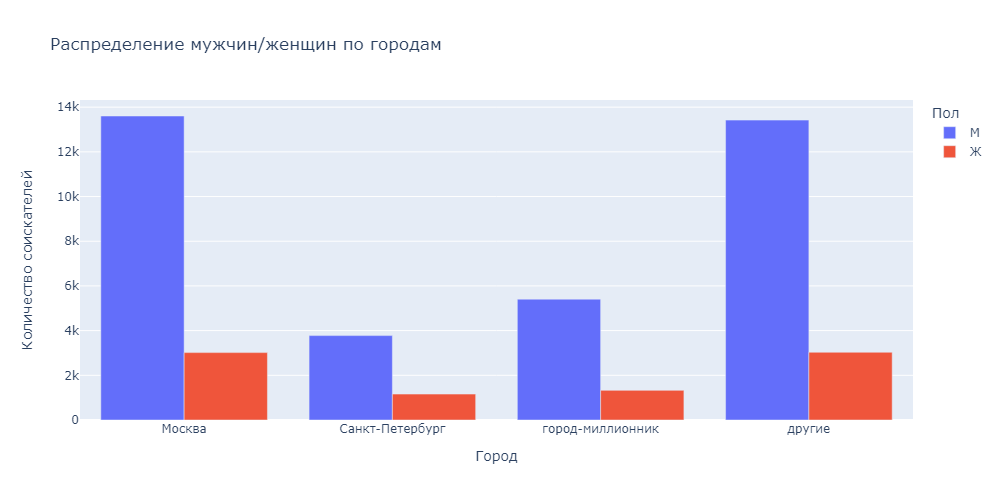 Распределение мужчин/женщин по городам
Пол
М
Ж
Количество соискателей
14k
12k
10k
8k
6k
4k
2k
0
Москва
Санкт-Петербург
город-миллионник
другие
Город